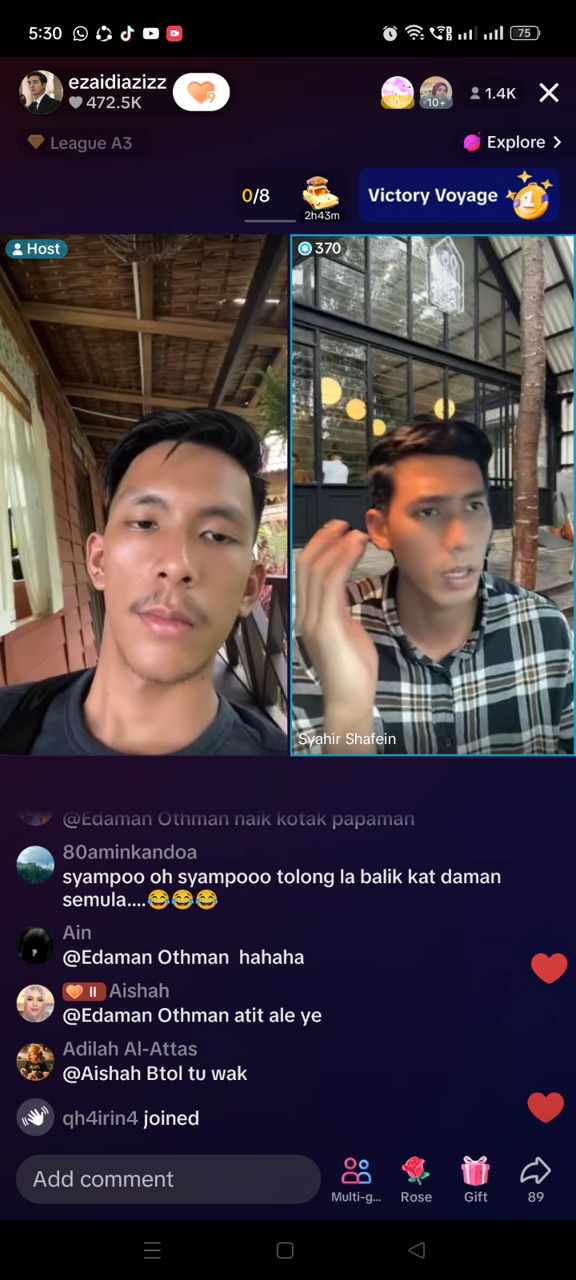 5:30
75
ezaidiazizz
472.5K
9
10+
10+
1.4K
League A3
Explore
0/8
2h43m
Victory Voyage
1
Host
370
Syahir Shafein
@Edaman Othman naik kotak papaman
80aminkandoa
syampoo oh syampooo tolong la balik kat daman
semula....😂😂😂
Ain
@Edaman Othman  hahaha
II Aishah
@Edaman Othman atit ale ye
Adilah Al-Attas
@Aishah Btol tu wak
qh4irin4 joined
Add comment
Multi-g...
Rose
Gift
89